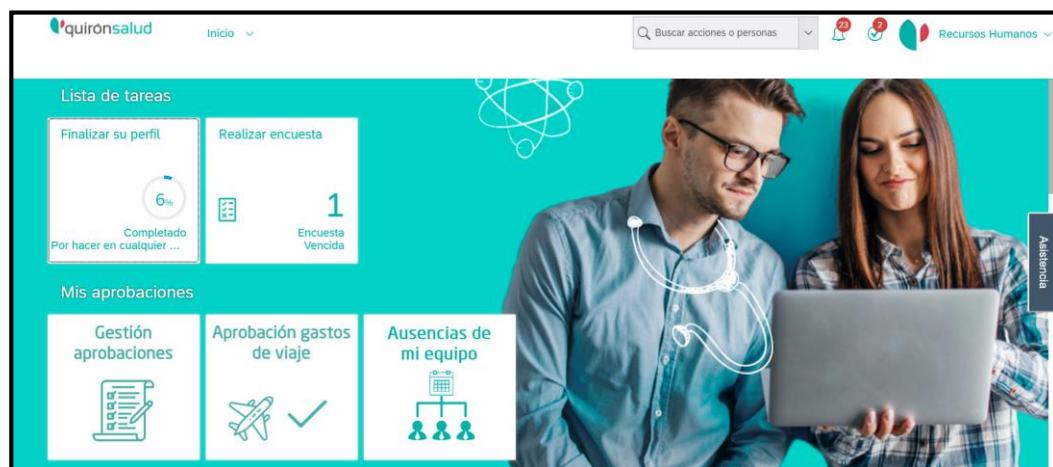 quirónsalud
Inicio
Buscar acciones o personas
23
2
Recursos Humanos
Lista de tareas
Finalizar su perfil
6%
Completado
Por hacer en cualquier ...
Realizar encuesta
1
Encuesta
Vencida
Asistencia
Mis aprobaciones
Gestión
aprobaciones
Aprobación gastos
de viaje
Ausencias de
mi equipo